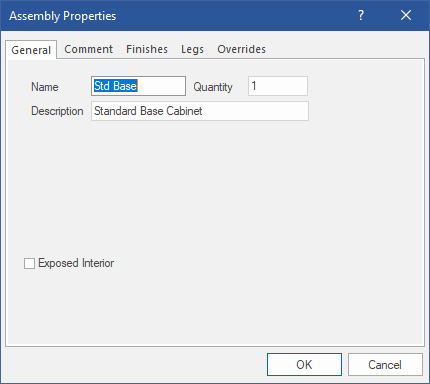 Assembly Properties ?
General Comment Finishes Legs Overrides
Name Std Base Quantity 1
Description Standard Base Cabinet
Exposed Interior
OK Cancel